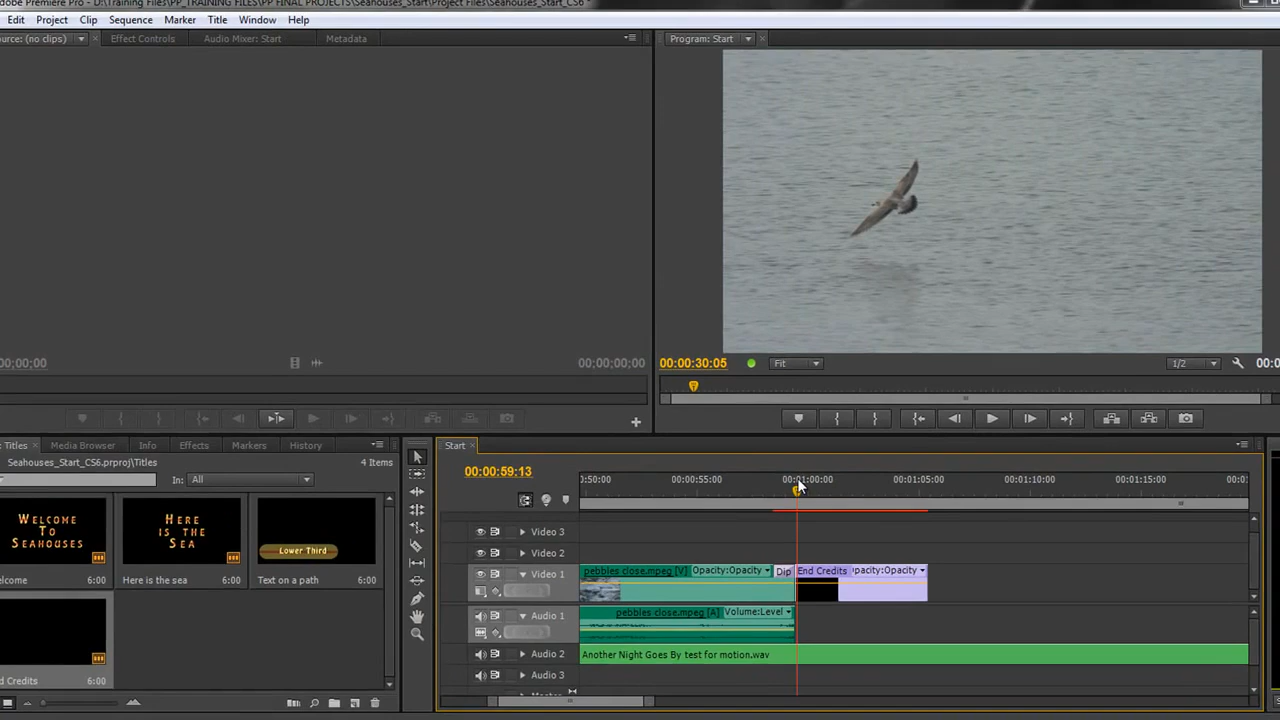 Adobe Premiere Pro - D:\Training Files\PP_TRAINING FILES\PP FINAL PROJECTS\Seahouses_Start\Project Files\Seahouses_Start_CS6 *
Edit Project Clip Sequence Marker Title Window Help
ource: (no clips) Effect Controls Audio Mixer: Start Metadata
Program: Start
00;00;00 00;00;00;00
00:00:30:05 Fit 1/2 00:0
Titles Media Browser Info Effects Markers History
Seahouses_Start_CS6.prproj\Titles 4 Items
In: All
WELCOME
TO
SEAHOUSES
HERE
IS THE
SEA
Lower Third
elcome 6:00 Here is the sea 6:00 Text on a path 6:00
d Credits 6:00
Start
00:00:59:13
0:50:00 00:00:55:00 00:01:00:00 00:01:05:00 00:01:10:00 00:01:15:00 00:0
Video 3
Video 2
Video 1
pebbles close.mpeg [V] Opacity:Opacity Dip End Credits )pacity:Opacity
Audio 1
pebbles close.mpeg [A] Volume:Level
Audio 2
Another Night Goes By test for motion.wav
Audio 3
Master